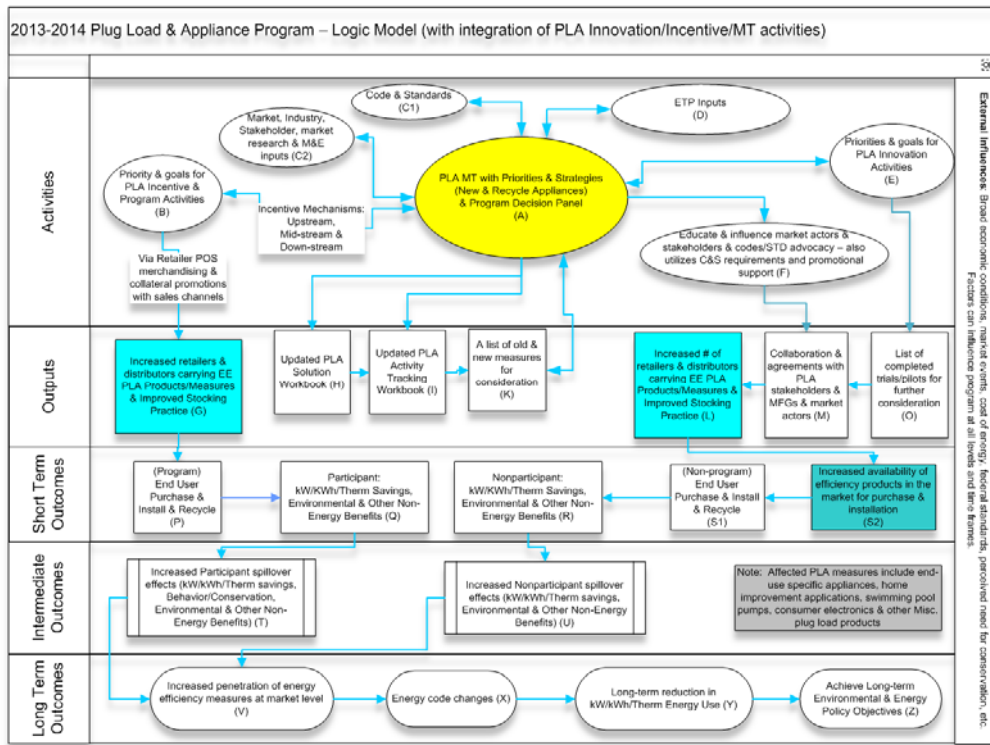 2013-2014 Plug Load & Appliance Program – Logic Model (with integration of PLA Innovation/Incentive/MT activities)
Activities
Code & Standards
(C1)
ETP Inputs
(D)
Market, Industry,
Stakeholder, market
research & M&E
inputs (C2)
Priorities & goals for
PLA Innovation
Activities
(E)
Priority & goals for
PLA Incentive &
Program Activities
(B)
PLA MT with Priorities & Strategies
(New & Recycle Appliances)
& Program Decision Panel
(A)
Incentive Mechanisms:
Upstream,
Mid-stream &
Down-stream
Educate & influence market actors &
stakeholders & codes/STD advocacy – also
utilizes C&S requirements and promotional
support (F)
Via Retailer POS
merchandising &
collateral promotions
with sales channels
Outputs
Increased retailers &
distributors carrying EE
PLA Products/Measures
& Improved Stocking
Practice (G)
Updated PLA
Solution
Workbook (H)
Updated PLA
Activity
Tracking
Workbook (I)
A list of old &
new measures
for
consideration
(K)
Increased # of
retailers & distributors
carrying EE PLA
Products/Measures &
Improved Stocking
Practice (L)
Collaboration &
agreements with
PLA
stakeholders &
MFGs & market
actors (M)
List of
completed
trials/pilots for
further
consideration
(O)
Short Term
Outcomes
(Program)
End User
Purchase &
Install & Recycle
(P)
Participant:
kW/KWh/Therm Savings,
Environmental & Other Non-
Energy Benefits (Q)
Nonparticipant:
kW/KWh/Therm Savings,
Environmental & Other Non-
Energy Benefits (R)
(Non-program)
End User
Purchase & Install
& Recycle
(S1)
Increased availability of
efficiency products in the
market for purchase &
installation
(S2)
Intermediate
Outcomes
Increased Participant spillover
effects (kW/kWh/Therm savings,
Behavior/Conservation,
Environmental & Other Non-
Energy Benefits) (T)
Increased Nonparticipant spillover
effects (kW/kWh/Therm savings,
Environmental & Other Non-Energy
Benefits) (U)
Note: Affected PLA measures include end-
use specific appliances, home
improvement applications, swimming pool
pumps, consumer electronics & other Misc.
plug load products
Long Term
Outcomes
Increased penetration of energy
efficiency measures at market level
(V)
Energy code changes (X)
Long-term reduction in
kW/kWh/Therm Energy Use (Y)
Achieve Long-term
Environmental & Energy
Policy Objectives (Z)
External Influences: Broad economic conditions, market events, cost of energy, federal standards, perceived need for conservation, etc.
Factors can influence program at all levels and time frames.